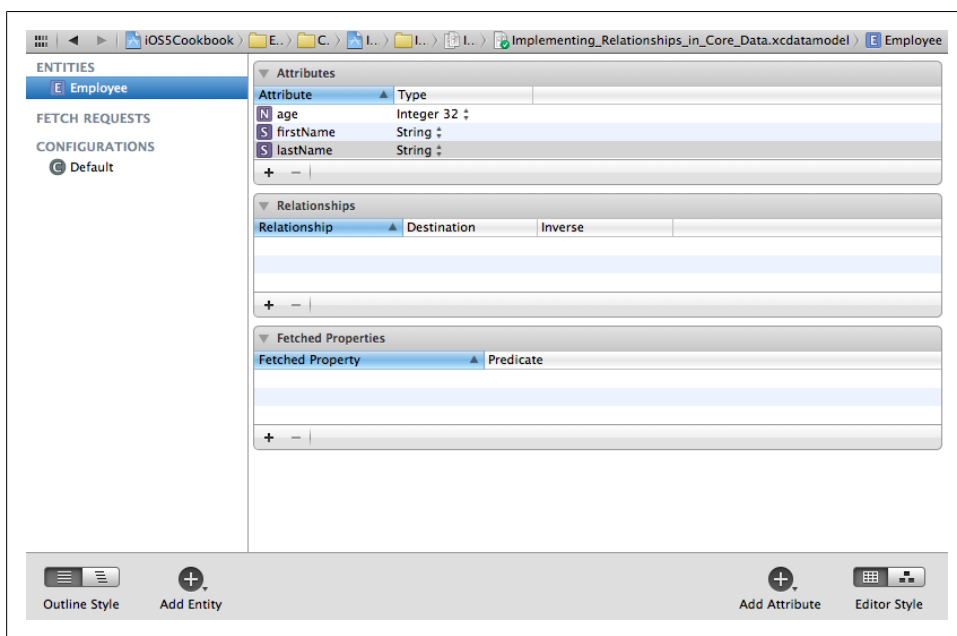 iOS5Cookbook E.. C. I.. I.. I.. Implementing_Relationships_in_Core_Data.xcdatamodel E Employee
ENTITIES
E Employee
FETCH REQUESTS
CONFIGURATIONS
C Default
Attributes
Attribute Type
N age Integer 32
S firstName String
S lastName String
+ −
Relationships
Relationship Destination Inverse
+ −
Fetched Properties
Fetched Property Predicate
+ −
Outline Style Add Entity Add Attribute Editor Style